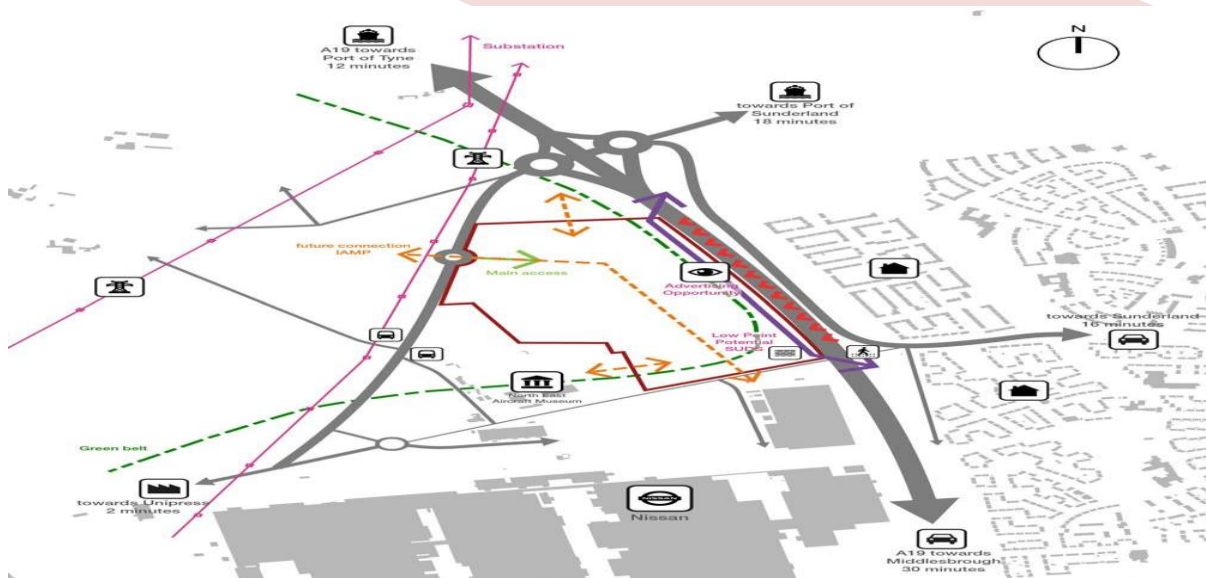 N
A19 towards
Port of Tyne
12 minutes
Substation
towards Port of
Sunderland
18 minutes
future connection
IAMP
Main access
Advertising
Opportunity
Low Point
Potential
SUDS
towards Sunderland
16 minutes
North East
Aircraft Museum
Green belt
towards Unipress
2 minutes
NISSAN
Nissan
A19 towards
Middlesbrough
30 minutes